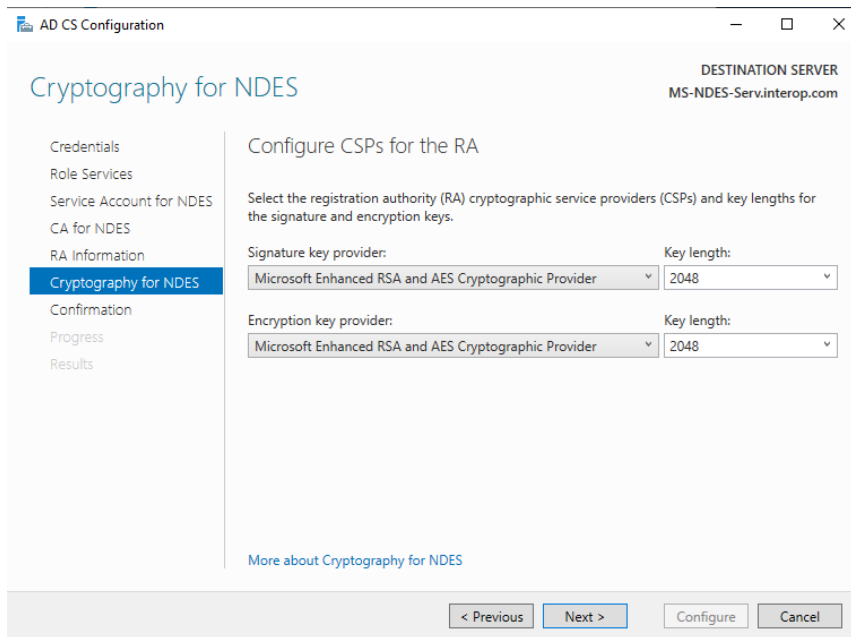 AD CS Configuration
Cryptography for NDES
DESTINATION SERVER
MS-NDES-Serv.interop.com
Credentials
Role Services
Service Account for NDES
CA for NDES
RA Information
Cryptography for NDES
Confirmation
Progress
Results
Configure CSPs for the RA
Select the registration authority (RA) cryptographic service providers (CSPs) and key lengths for
the signature and encryption keys.
Signature key provider: Key length:
Microsoft Enhanced RSA and AES Cryptographic Provider 2048
Encryption key provider: Key length:
Microsoft Enhanced RSA and AES Cryptographic Provider 2048
More about Cryptography for NDES
< Previous Next > Configure Cancel